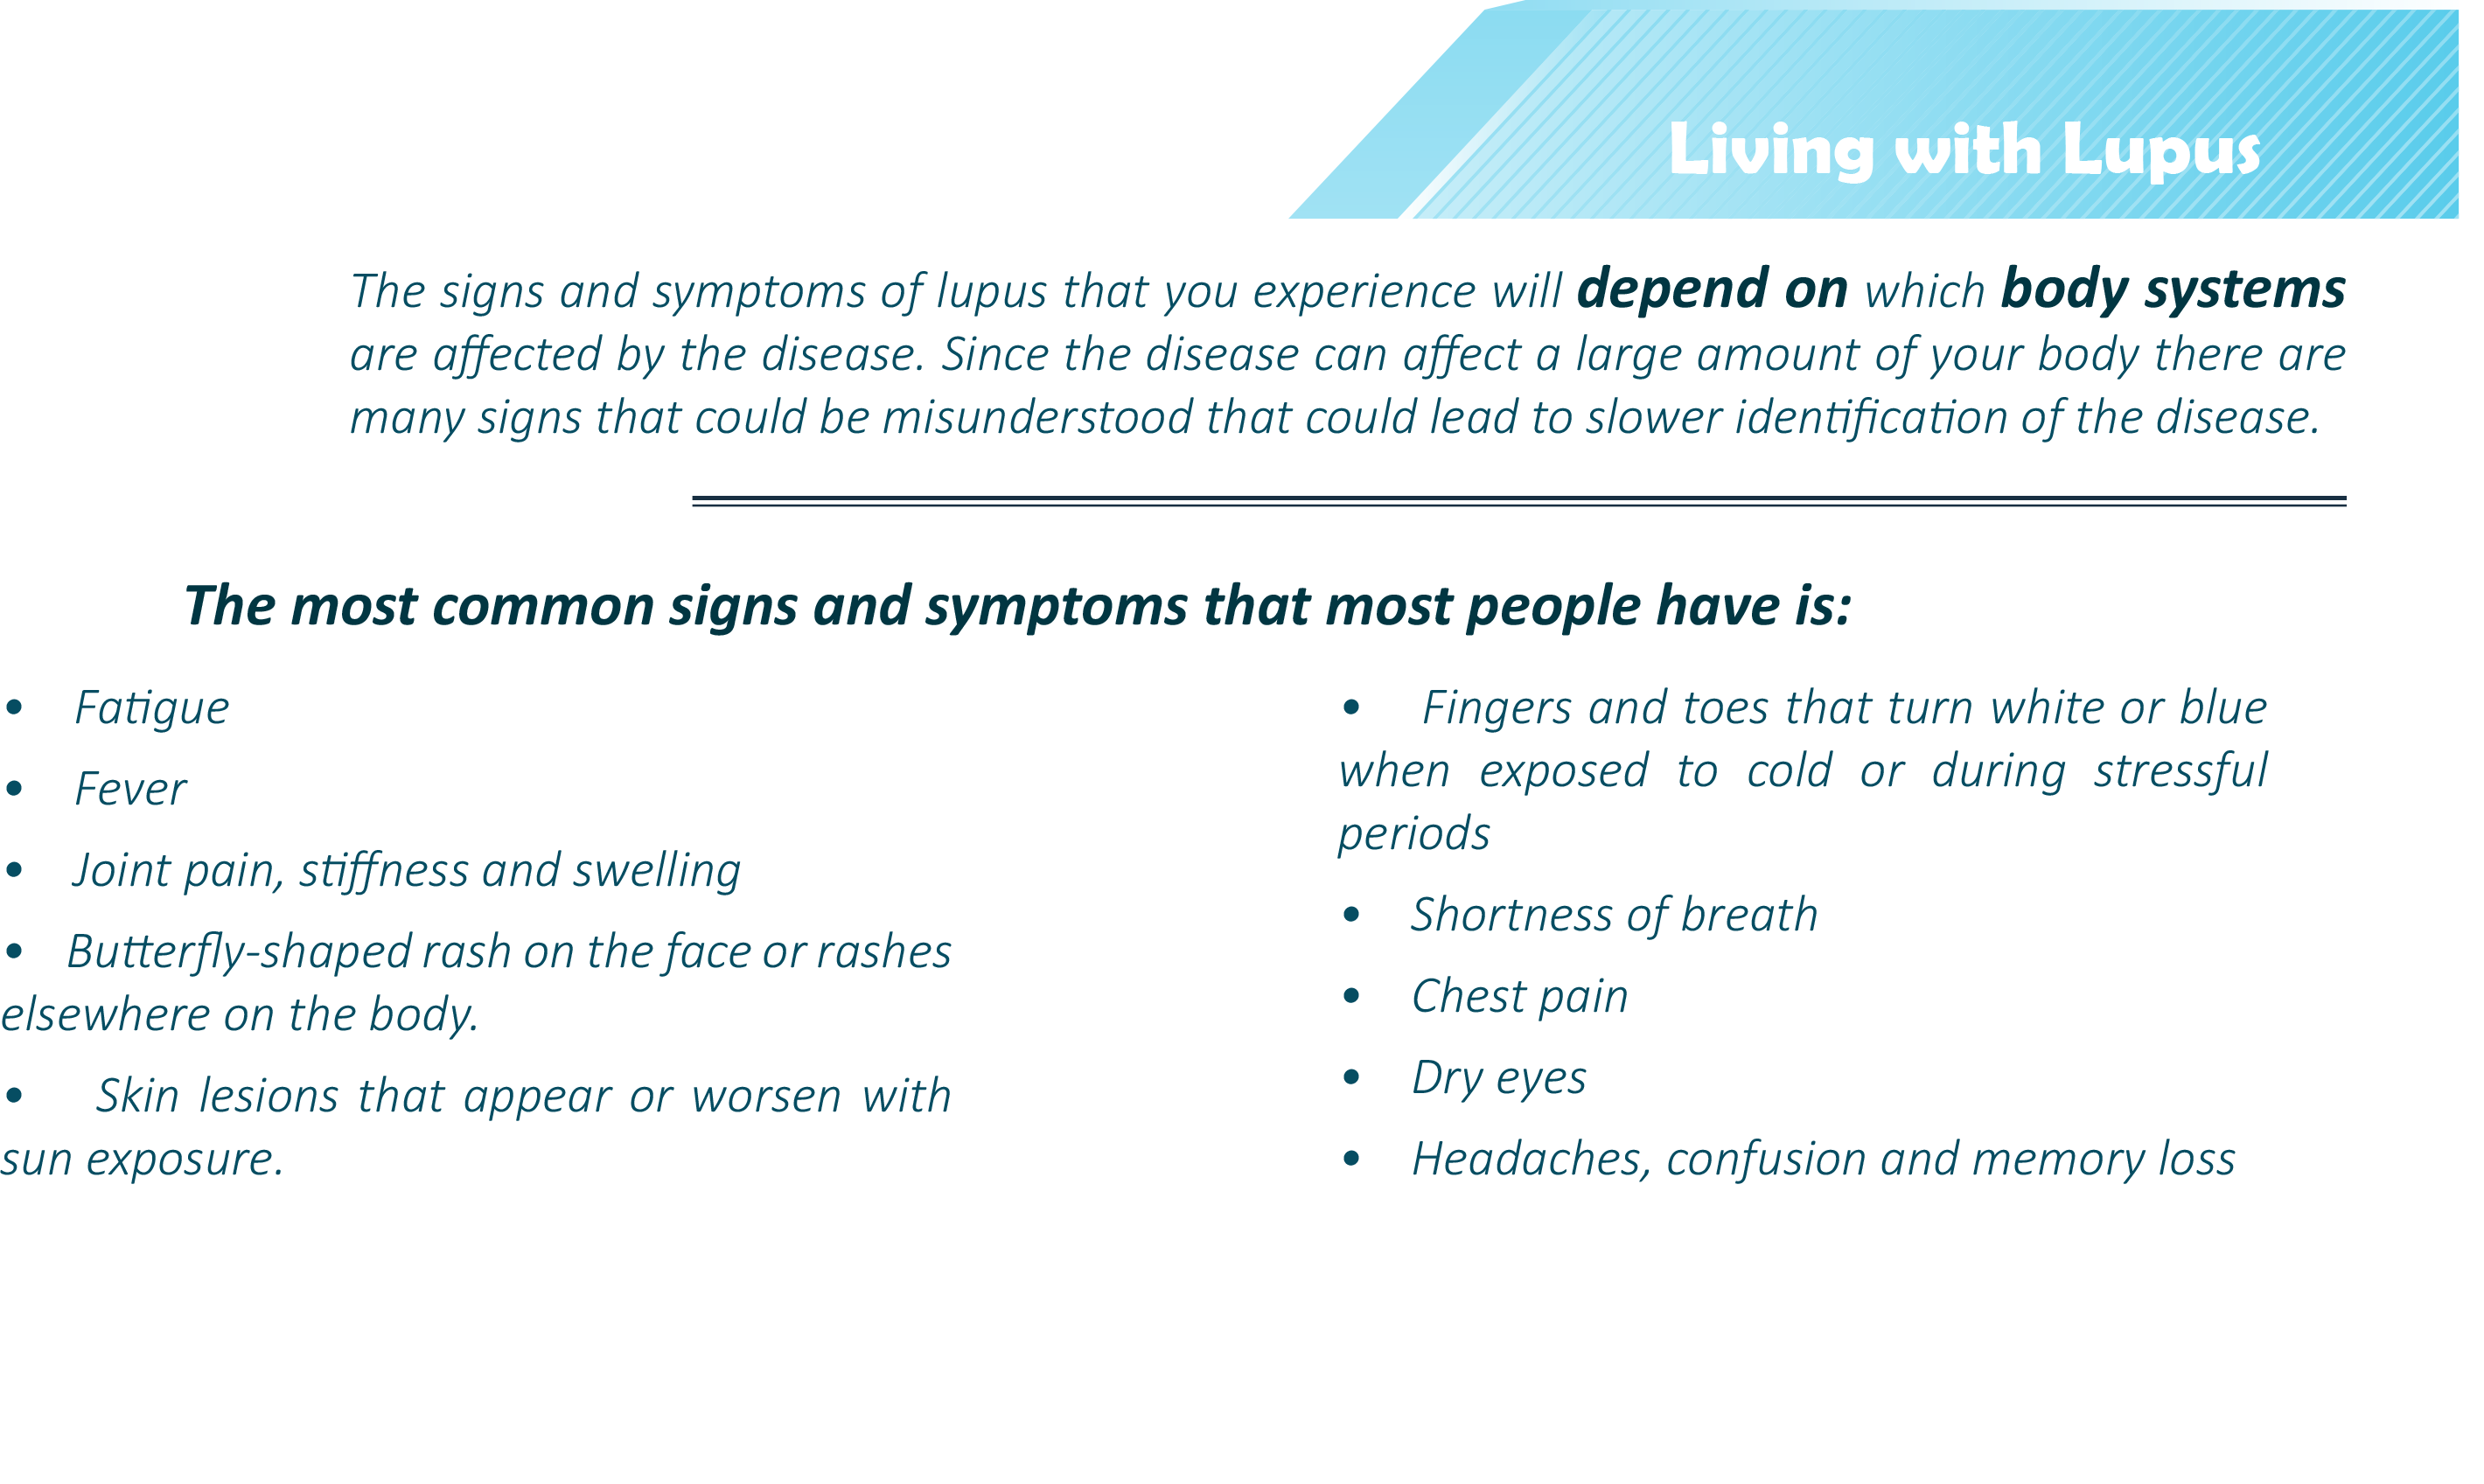 Living with Lupus
The signs and symptoms of lupus that you experience will depend on which body systems
are affected by the disease. Since the disease can affect a large amount of your body there are
many signs that could be misunderstood that could lead to slower identification of the disease.
The most common signs and symptoms that most people have is:
• Fatigue
• Fever
• Joint pain, stiffness and swelling
• Butterfly-shaped rash on the face or rashes
elsewhere on the body.
• Skin lesions that appear or worsen with
sun exposure.
• Fingers and toes that turn white or blue
when exposed to cold or during stressful
periods
• Shortness of breath
• Chest pain
• Dry eyes
• Headaches, confusion and memory loss